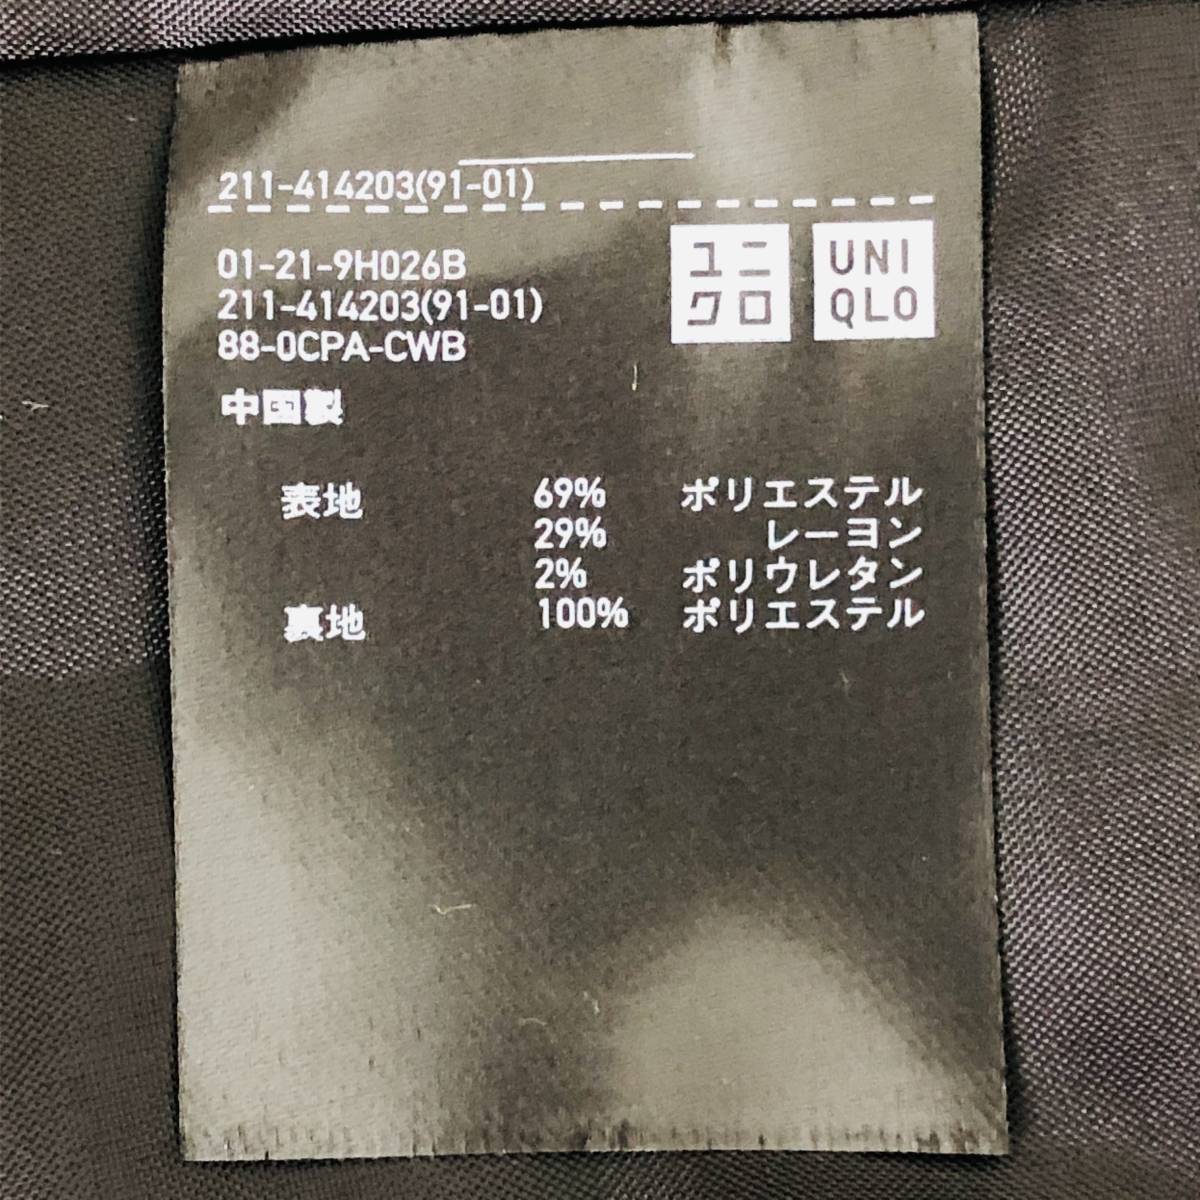 211-414203(91-01)
01-21-9H026B
211-414203(91-01)
88-0CPA-CWB
中国製
ユニ
クロ
UNI
QLO
表地 69% ポリエステル
29% レーヨン
2% ポリウレタン
裏地 100% ポリエステル